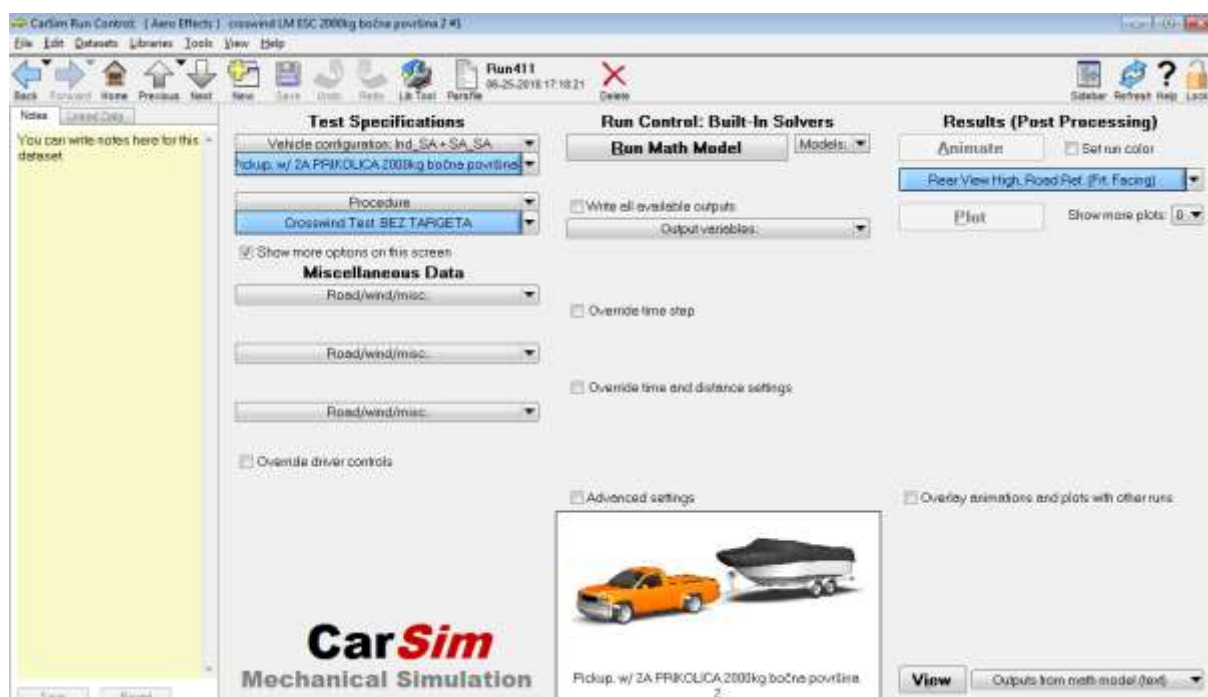 CarSim Run Control: { Aero Effects } crosswind LM ESC 2000kg bočna površina 2 #1
File Edit Datasets Libraries Tools View Help
Back Forward Home Previous Next New Save Undo Redo Lib Tool Parsfile
Run411
06-25-2018 17:18:21
Delete
Sidebar Refresh Help Lock
Notes Linked Data
You can write notes here for this dataset.
Save Revert
Test Specifications
Vehicle configuration: Ind_SA + SA_SA
Pickup. w/ 2A PRIKOLICA 2000kg bočne površine
Procedure
Crosswind Test BEZ TARGETA
Show more options on this screen
Miscellaneous Data
Road/wind/misc.
Road/wind/misc.
Road/wind/misc.
Override driver controls
CarSim
Mechanical Simulation
Run Control: Built-In Solvers
Run Math Model
Models:
Write all available outputs
Output variables:
Override time step
Override time and distance settings
Advanced settings
Pickup. w/ 2A PRIKOLICA 2000kg bočne površine
2
Results (Post Processing)
Animate
Set run color
Rear View High, Road Ref. (Frt. Facing)
Plot
Show more plots: 0
Overlay animations and plots with other runs
View
Outputs from math model (text)